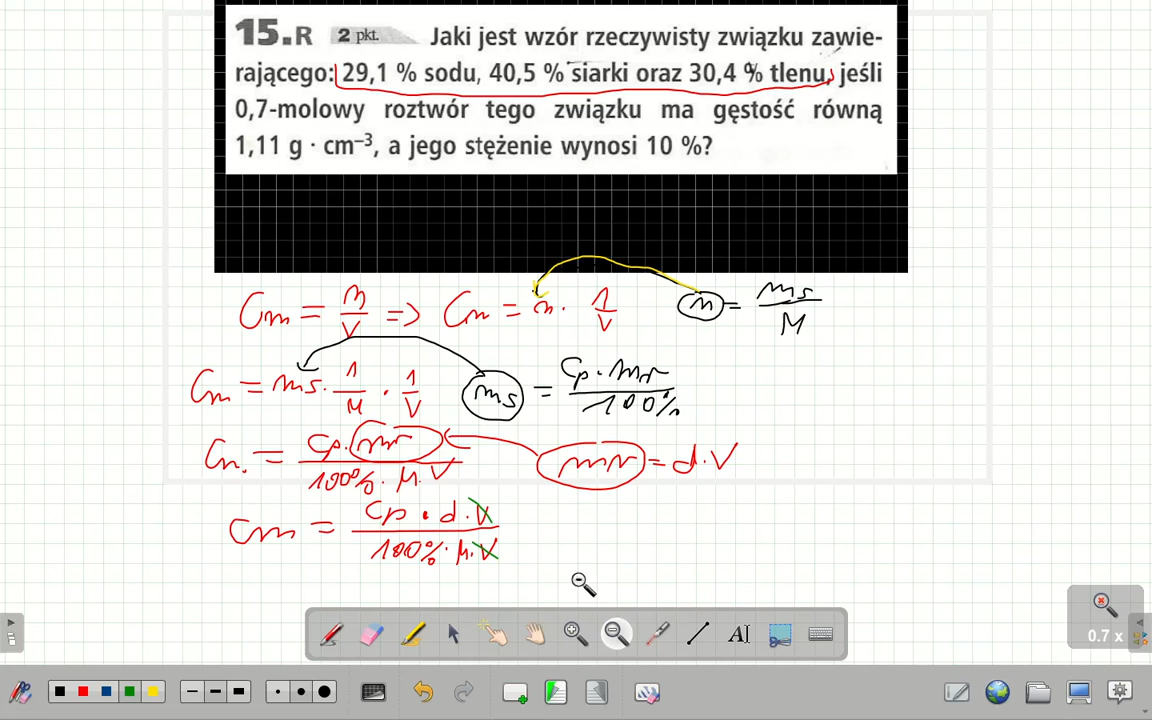 15.R 2 pkt. Jaki jest wzór rzeczywisty związku zawie-
rającego: 29,1 % sodu, 40,5 % siarki oraz 30,4 % tlenu, jeśli
0,7-molowy roztwór tego związku ma gęstość równą
1,11 g · cm⁻³, a jego stężenie wynosi 10 %?
Cm = n/V => Cm = n · 1/V n = ms/M
Cm = ms · 1/M · 1/V ms = Cp · mr/100%
Cm = Cp · mr/100% · M · V mr = d · V
Cm = Cp · d · V/100% · M · V
0.7 x